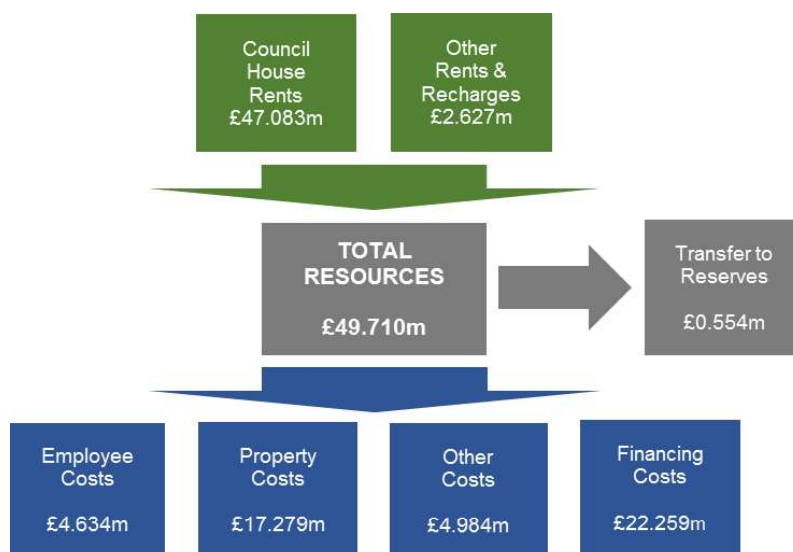 Council
House
Rents
£47.083m
Other
Rents &
Recharges
£2.627m
TOTAL
RESOURCES
£49.710m
Transfer to
Reserves
£0.554m
Employee
Costs
£4.634m
Property
Costs
£17.279m
Other
Costs
£4.984m
Financing
Costs
£22.259m